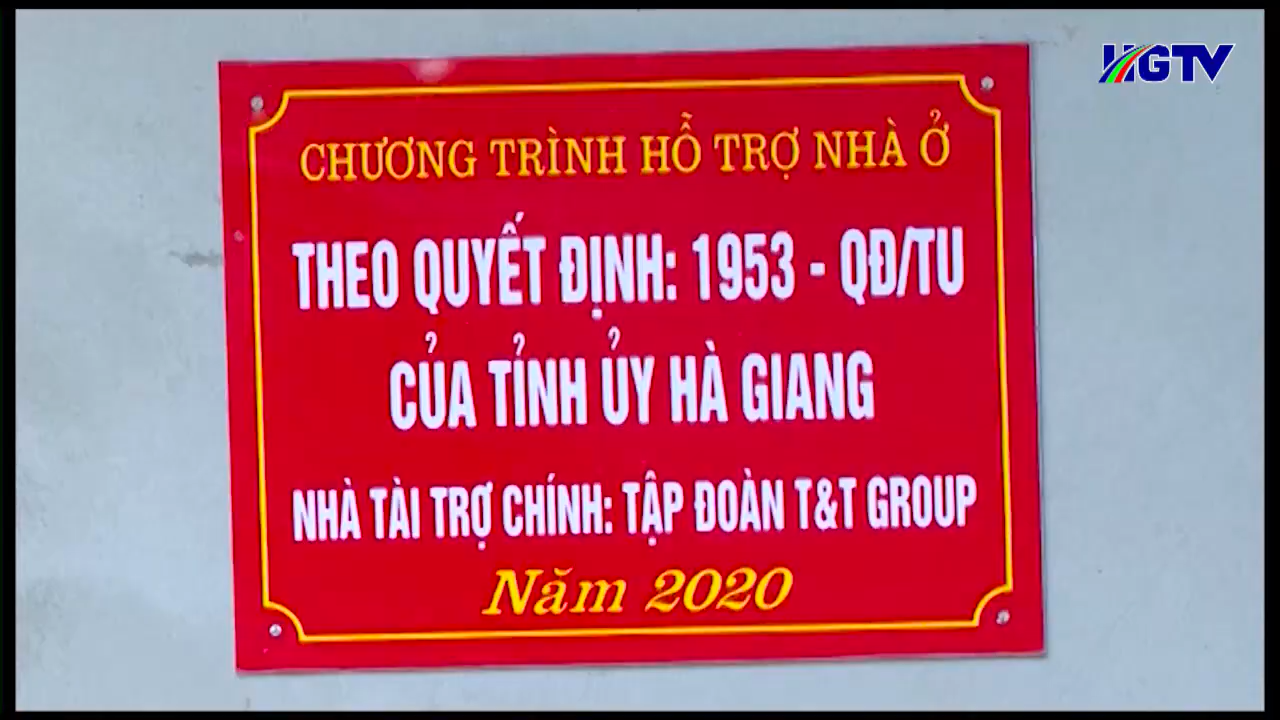 HGTV
CHƯƠNG TRÌNH HỖ TRỢ NHÀ Ở
THEO QUYẾT ĐỊNH: 1953 - QĐ/TU
CỦA TỈNH ỦY HÀ GIANG
NHÀ TÀI TRỢ CHÍNH: TẬP ĐOÀN T&T GROUP
Năm 2020